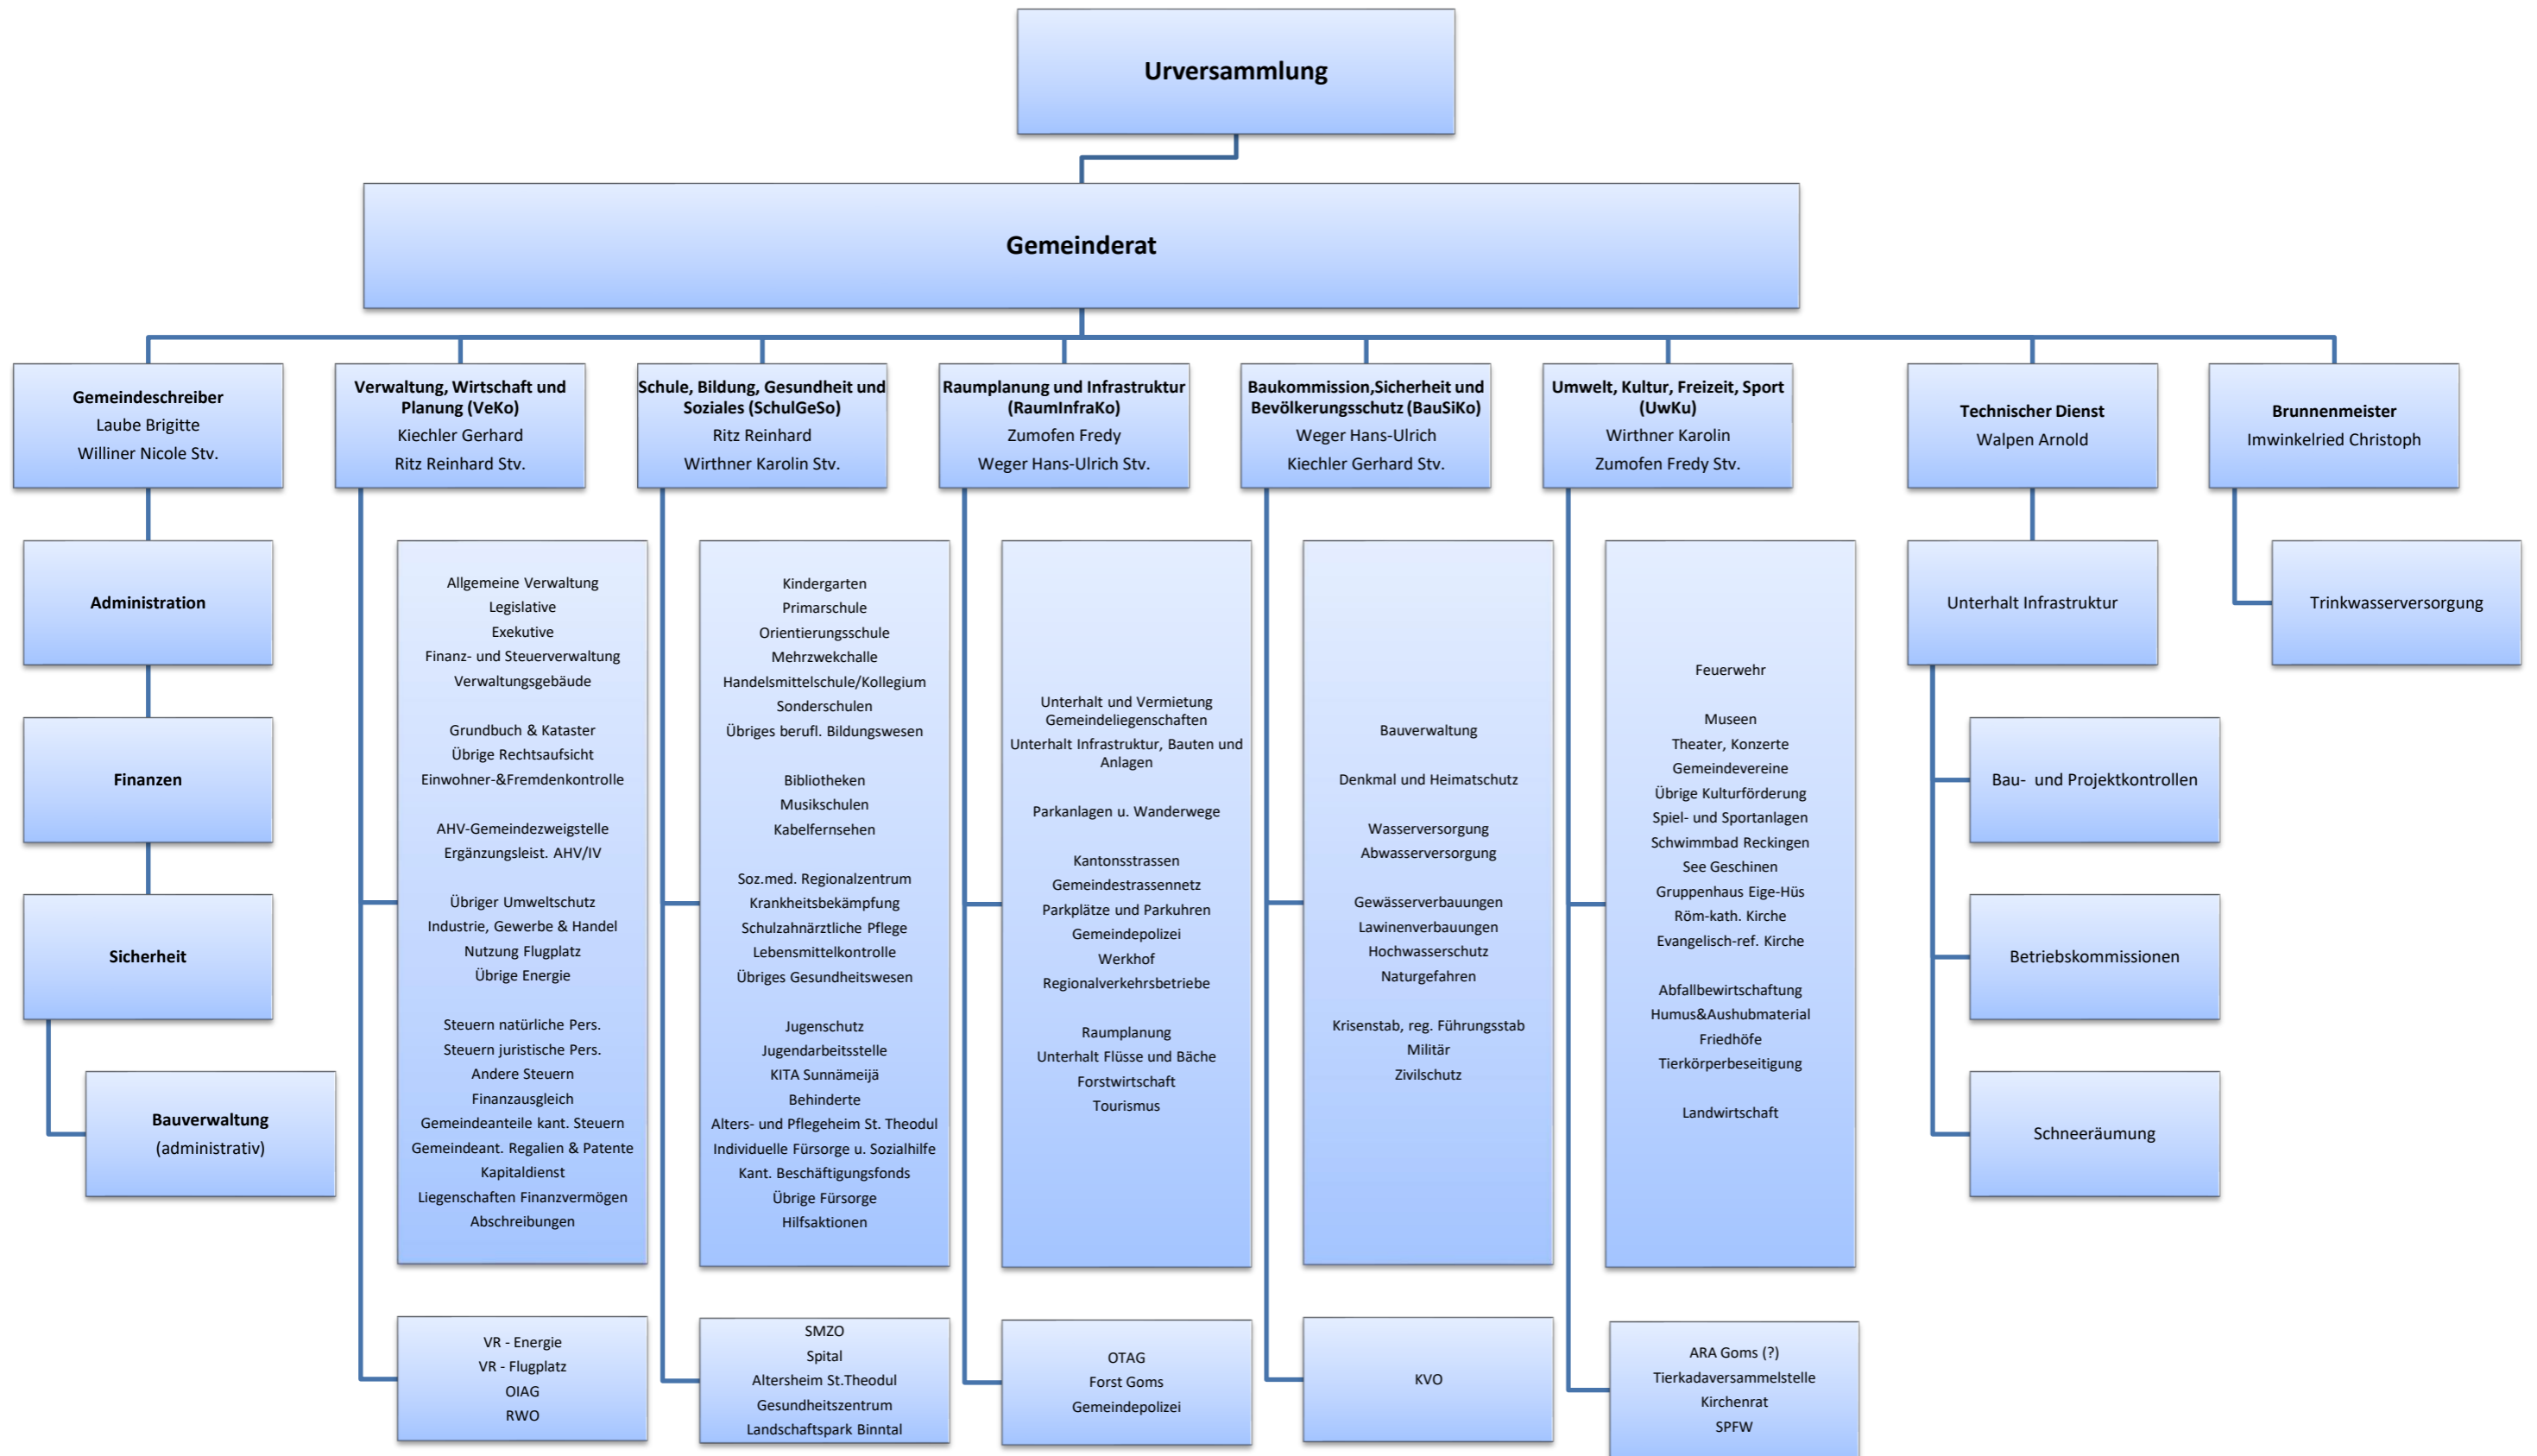 Urversammlung
Gemeinderat
Gemeindeschreiber
Laube Brigitte
Williner Nicole Stv.
Administration
Finanzen
Sicherheit
Bauverwaltung
(administrativ)
Verwaltung, Wirtschaft und
Planung (VeKo)
Kiechler Gerhard
Ritz Reinhard Stv.
Allgemeine Verwaltung
Legislative
Exekutive
Finanz- und Steuerverwaltung
Verwaltungsgebäude
Grundbuch & Kataster
Übrige Rechtsaufsicht
Einwohner-&Fremdenkontrolle
AHV-Gemeindezweigstelle
Ergänzungsleist. AHV/IV
Übriger Umweltschutz
Industrie, Gewerbe & Handel
Nutzung Flugplatz
Übrige Energie
Steuern natürliche Pers.
Steuern juristische Pers.
Andere Steuern
Finanzausgleich
Gemeindeanteile kant. Steuern
Gemeindeant. Regalien & Patente
Kapitaldienst
Liegenschaften Finanzvermögen
Abschreibungen
VR - Energie
VR - Flugplatz
OIAG
RWO
Schule, Bildung, Gesundheit und
Soziales (SchulGeSo)
Ritz Reinhard
Wirthner Karolin Stv.
Kindergarten
Primarschule
Orientierungsschule
Mehrzwekchalle
Handelsmittelschule/Kollegium
Sonderschulen
Übriges berufl. Bildungswesen
Bibliotheken
Musikschulen
Kabelfernsehen
Soz.med. Regionalzentrum
Krankheitsbekämpfung
Schulzahnärztliche Pflege
Lebensmittelkontrolle
Übriges Gesundheitswesen
Jugenschutz
Jugendarbeitsstelle
KITA Sunnämeijä
Behinderte
Alters- und Pflegeheim St. Theodul
Individuelle Fürsorge u. Sozialhilfe
Kant. Beschäftigungsfonds
Übrige Fürsorge
Hilfsaktionen
SMZO
Spital
Altersheim St.Theodul
Gesundheitszentrum
Landschaftspark Binntal
Raumplanung und Infrastruktur
(RaumInfraKo)
Zumofen Fredy
Weger Hans-Ulrich Stv.
Unterhalt und Vermietung
Gemeindeliegenschaften
Unterhalt Infrastruktur, Bauten und
Anlagen
Parkanlagen u. Wanderwege
Kantonsstrassen
Gemeindestrassennetz
Parkplätze und Parkuhren
Gemeindepolizei
Werkhof
Regionalverkehrsbetriebe
Raumplanung
Unterhalt Flüsse und Bäche
Forstwirtschaft
Tourismus
OTAG
Forst Goms
Gemeindepolizei
Baukommission,Sicherheit und
Bevölkerungsschutz (BauSiKo)
Weger Hans-Ulrich
Kiechler Gerhard Stv.
Bauverwaltung
Denkmal und Heimatschutz
Wasserversorgung
Abwasserversorgung
Gewässerverbauungen
Lawinenverbauungen
Hochwasserschutz
Naturgefahren
Krisenstab, reg. Führungsstab
Militär
Zivilschutz
KVO
Umwelt, Kultur, Freizeit, Sport
(UwKu)
Wirthner Karolin
Zumofen Fredy Stv.
Feuerwehr
Museen
Theater, Konzerte
Gemeindevereine
Übrige Kulturförderung
Spiel- und Sportanlagen
Schwimmbad Reckingen
See Geschinen
Gruppenhaus Eige-Hüs
Röm-kath. Kirche
Evangelisch-ref. Kirche
Abfallbewirtschaftung
Humus&Aushubmaterial
Friedhöfe
Tierkörperbeseitigung
Landwirtschaft
ARA Goms (?)
Tierkadaversammelstelle
Kirchenrat
SPFW
Technischer Dienst
Walpen Arnold
Unterhalt Infrastruktur
Bau- und Projektkontrollen
Betriebskommissionen
Schneeräumung
Brunnenmeister
Imwinkelried Christoph
Trinkwasserversorgung